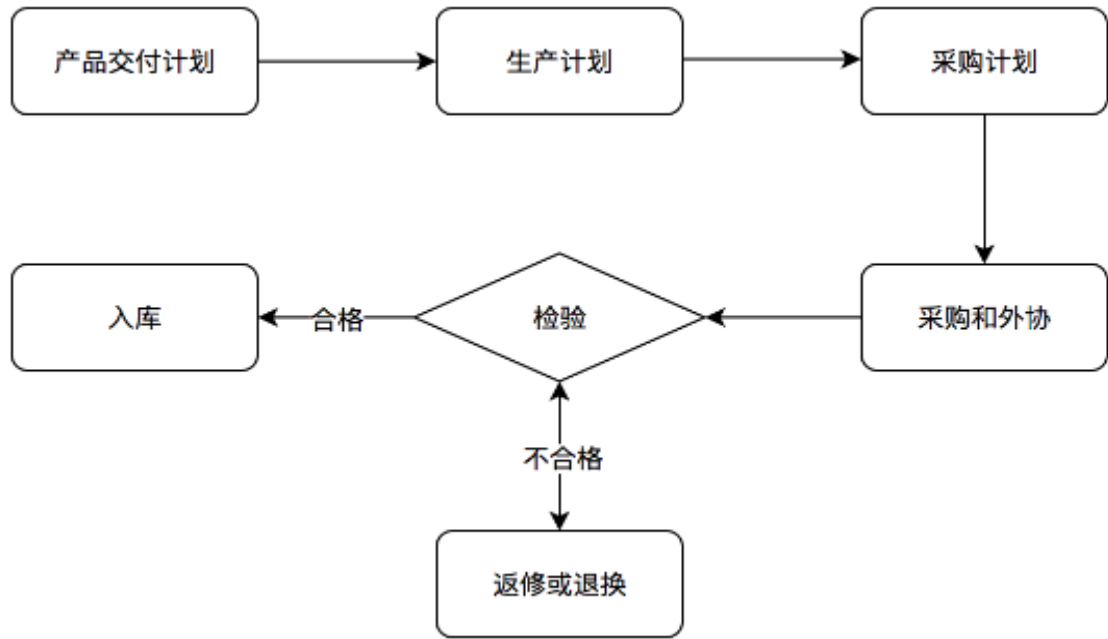 产品交付计划
生产计划
采购计划
入库
合格
检验
采购和外协
不合格
返修或退换